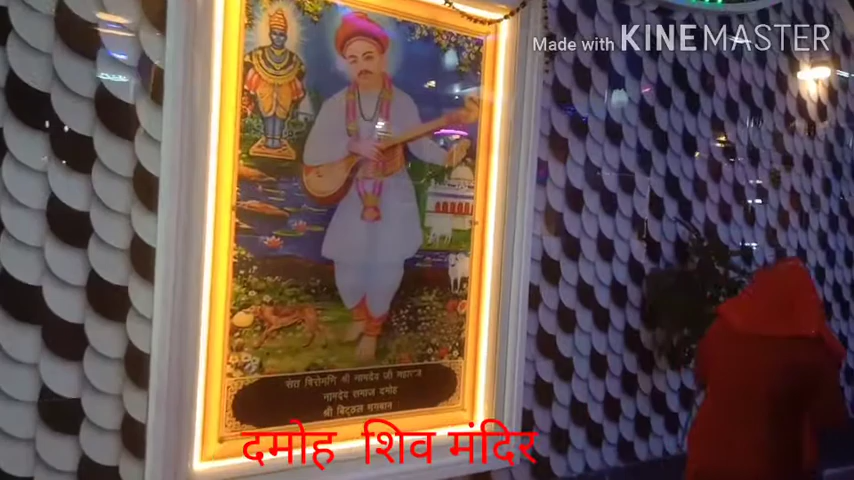 Made with KINEMASTER
संत शिरोमणि श्री नामदेव जी महाराज
नामदेव समाज दमोह
श्री बिट्ठल भगवान
दमोह शिव मंदिर